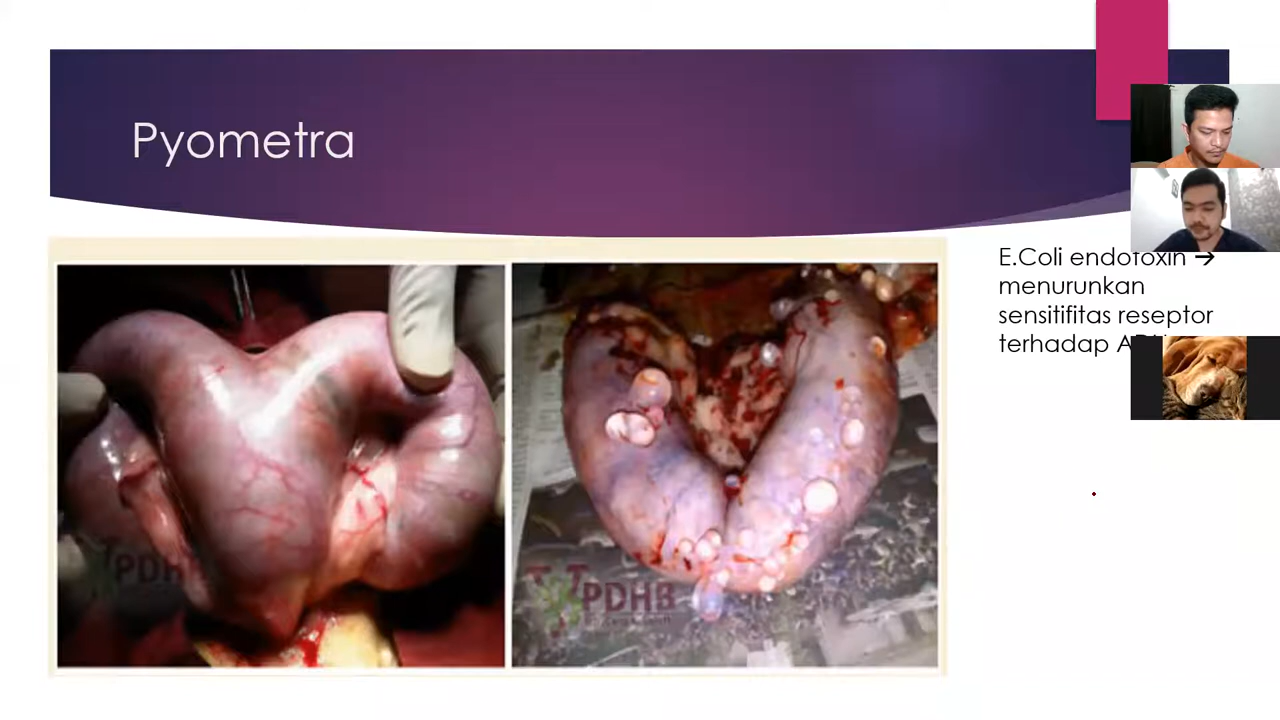 Pyometra
E.Coli endotoxin →
menurunkan
sensitifitas reseptor
terhadap
PDHB
PDHB